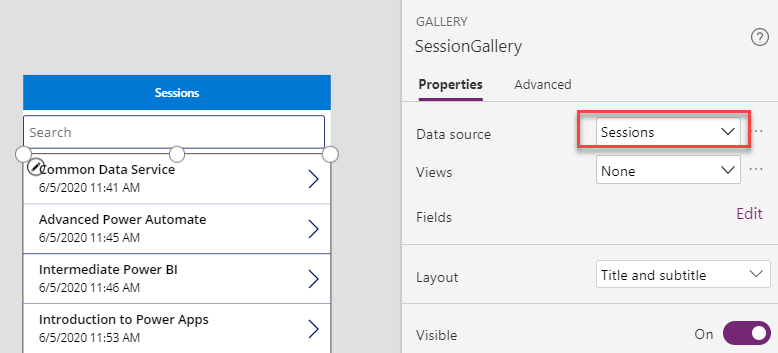 Sessions
Search
Common Data Service
6/5/2020 11:41 AM
Advanced Power Automate
6/5/2020 11:45 AM
Intermediate Power BI
6/5/2020 11:46 AM
Introduction to Power Apps
6/5/2020 11:53 AM
GALLERY
SessionGallery
?
Properties Advanced
Data source Sessions ...
Views None ...
Fields Edit
Layout Title and subtitle
Visible On